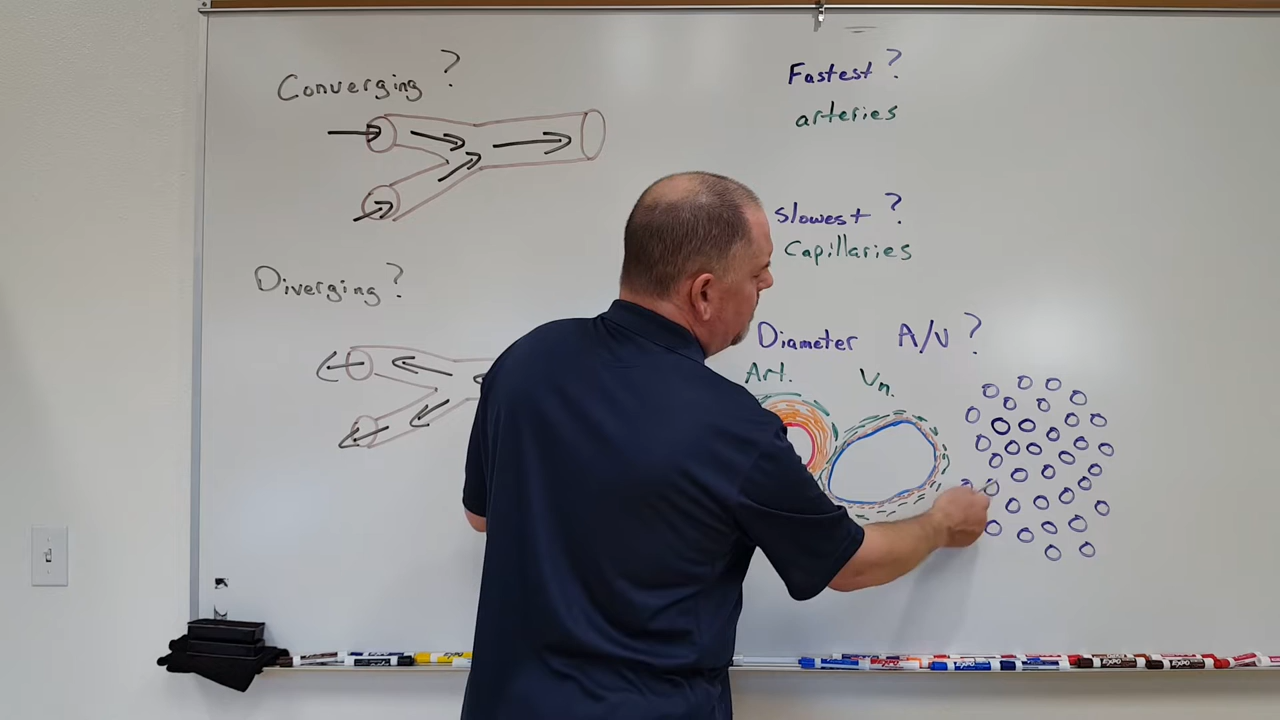 Converging ?
Diverging ?
Fastest ?
arteries
Slowest ?
Capillaries
Diameter A/V ?
Art. Vn.